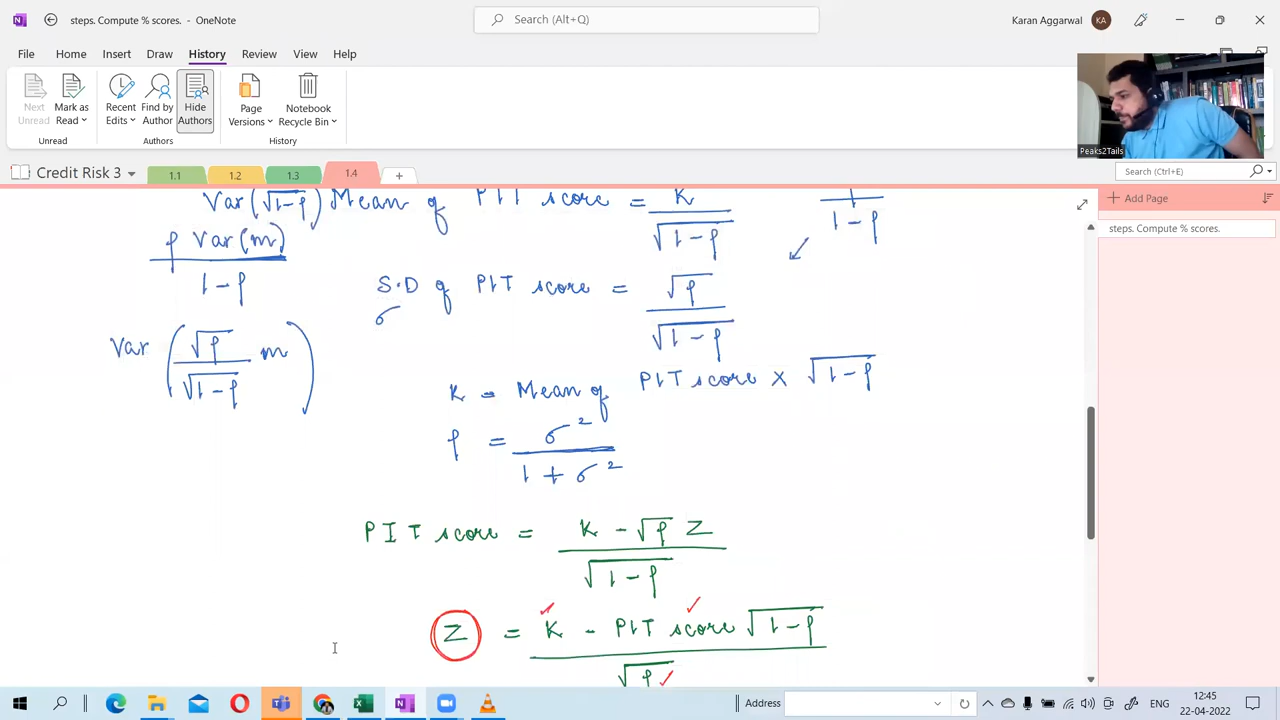 steps. Compute % scores. - OneNote
Search (Alt+Q)
Karan Aggarwal KA
File Home Insert Draw History Review View Help
Next Unread
Mark as Read
Recent Edits
Find by Author
Hide Authors
Page Versions
Notebook Recycle Bin
Unread Authors History
Peaks2Tails
Credit Risk 3 1.1 1.2 1.3 1.4 +
Search (Ctrl+E)
+ Add Page
steps. Compute % scores.
Var(√1-ρ) Mean of PIT score = K / √1-ρ
1 / 1-ρ
ρ Var(m) / 1-ρ
S.D of PIT score = √ρ / √1-ρ
σ
Var (√ρ / √1-ρ m)
K = Mean of PIT score × √1-ρ
ρ = σ² / 1 + σ²
PIT score = K - √ρ Z / √1-ρ
Z = K - PIT score √1-ρ / √ρ
Address
ENG
12:45
22-04-2022